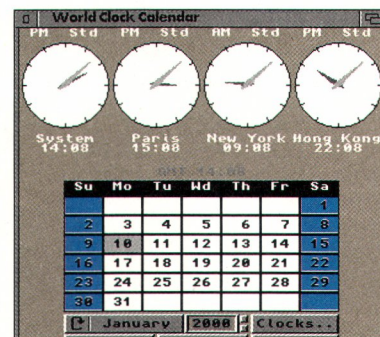 World Clock Calendar
PM Std PM Std AM Std PM Std
System Paris New York Hong Kong
14:08 15:08 09:08 22:08
GMT 14:08
Su Mo Tu Wd Th Fr Sa
1
2 3 4 5 6 7 8
9 10 11 12 13 14 15
16 17 18 19 20 21 22
23 24 25 26 27 28 29
30 31
January 2000 Clocks..